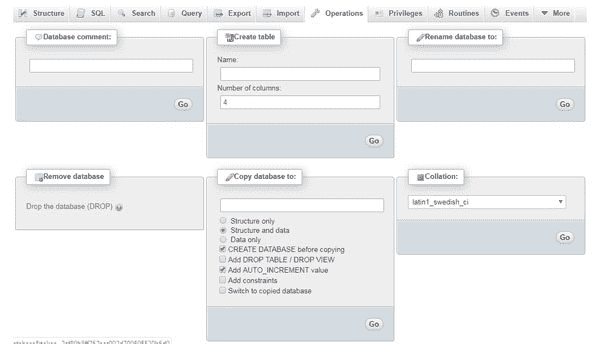 Structure SQL Search Query Export Import Operations Privileges Routines Events More
Database comment:
Go
Create table
Name:
Number of columns:
4
Go
Rename database to:
Go
Remove database
Drop the database (DROP)
Copy database to:
Structure only
Structure and data
Data only
CREATE DATABASE before copying
Add DROP TABLE / DROP VIEW
Add AUTO_INCREMENT value
Add constraints
Switch to copied database
Go
Collation:
latin1_swedish_ci
Go